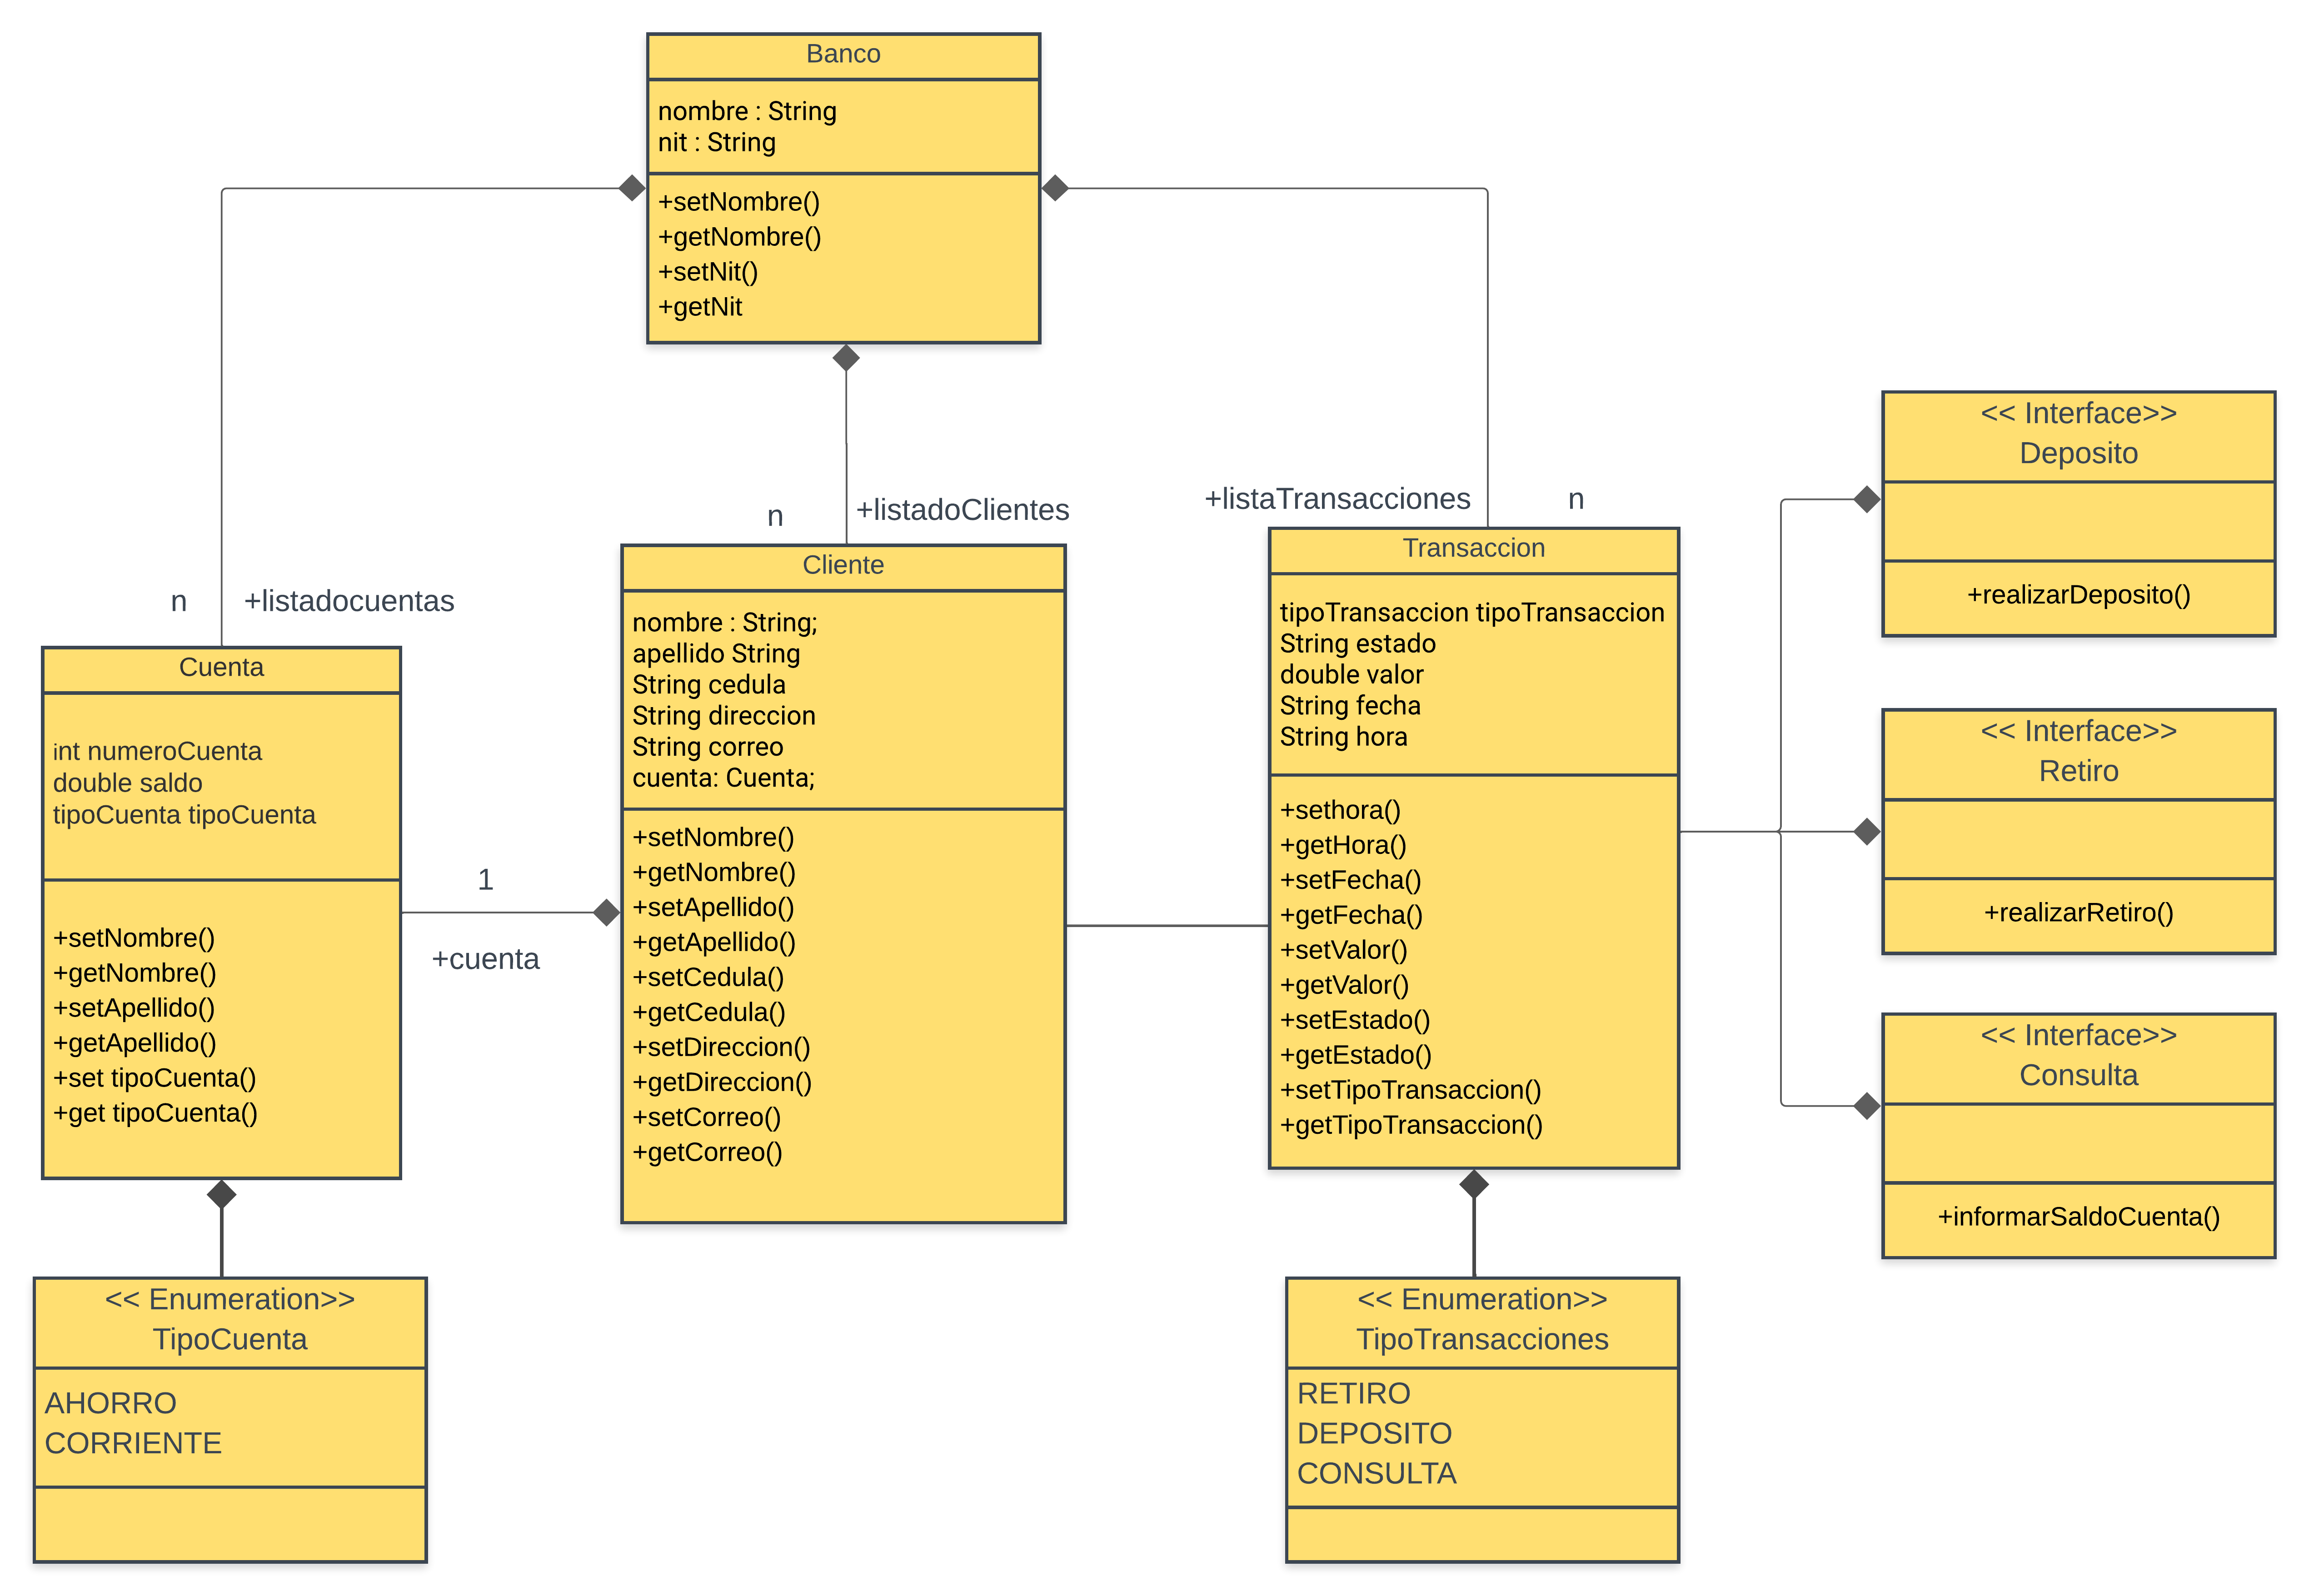 Banco
nombre : String
nit : String
+setNombre()
+getNombre()
+setNit()
+getNit
n
+listadocuentas
n
+listadoClientes
+listaTransacciones
n
Cuenta
int numeroCuenta
double saldo
tipoCuenta tipoCuenta
+setNombre()
+getNombre()
+setApellido()
+getApellido()
+set tipoCuenta()
+get tipoCuenta()
1
+cuenta
Cliente
nombre : String;
apellido String
String cedula
String direccion
String correo
cuenta: Cuenta;
+setNombre()
+getNombre()
+setApellido()
+getApellido()
+setCedula()
+getCedula()
+setDireccion()
+getDireccion()
+setCorreo()
+getCorreo()
Transaccion
tipoTransaccion tipoTransaccion
String estado
double valor
String fecha
String hora
+sethora()
+getHora()
+setFecha()
+getFecha()
+setValor()
+getValor()
+setEstado()
+getEstado()
+setTipoTransaccion()
+getTipoTransaccion()
<< Interface>>
Deposito
+realizarDeposito()
<< Interface>>
Retiro
+realizarRetiro()
<< Interface>>
Consulta
+informarSaldoCuenta()
<< Enumeration>>
TipoCuenta
AHORRO
CORRIENTE
<< Enumeration>>
TipoTransacciones
RETIRO
DEPOSITO
CONSULTA